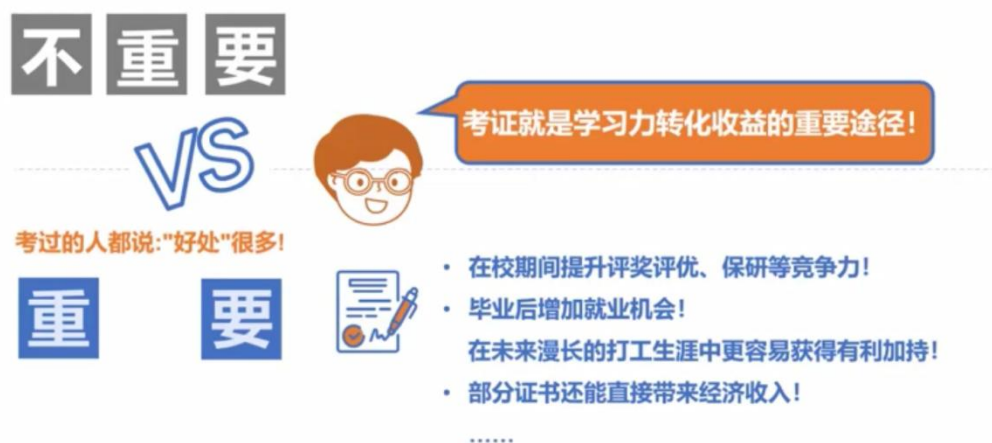 不重要
VS
考证就是学习力转化收益的重要途径！
考过的人都说:"好处"很多!
重要
• 在校期间提升评奖评优、保研等竞争力！
• 毕业后增加就业机会！
在未来漫长的打工生涯中更容易获得有利加持！
• 部分证书还能直接带来经济收入！
......